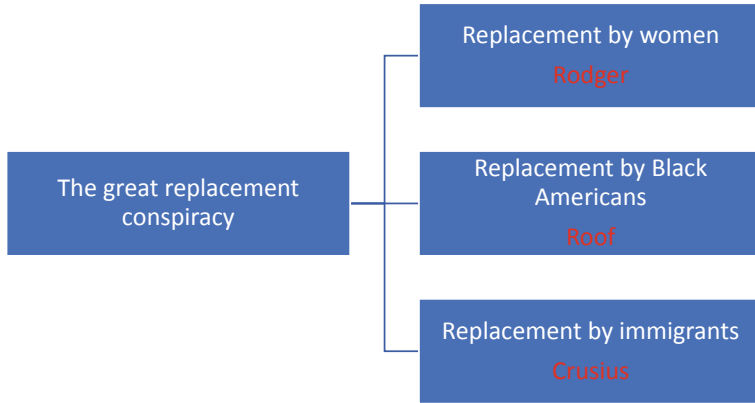 The great replacement
conspiracy
Replacement by women
Rodger
Replacement by Black
Americans
Roof
Replacement by immigrants
Crusius